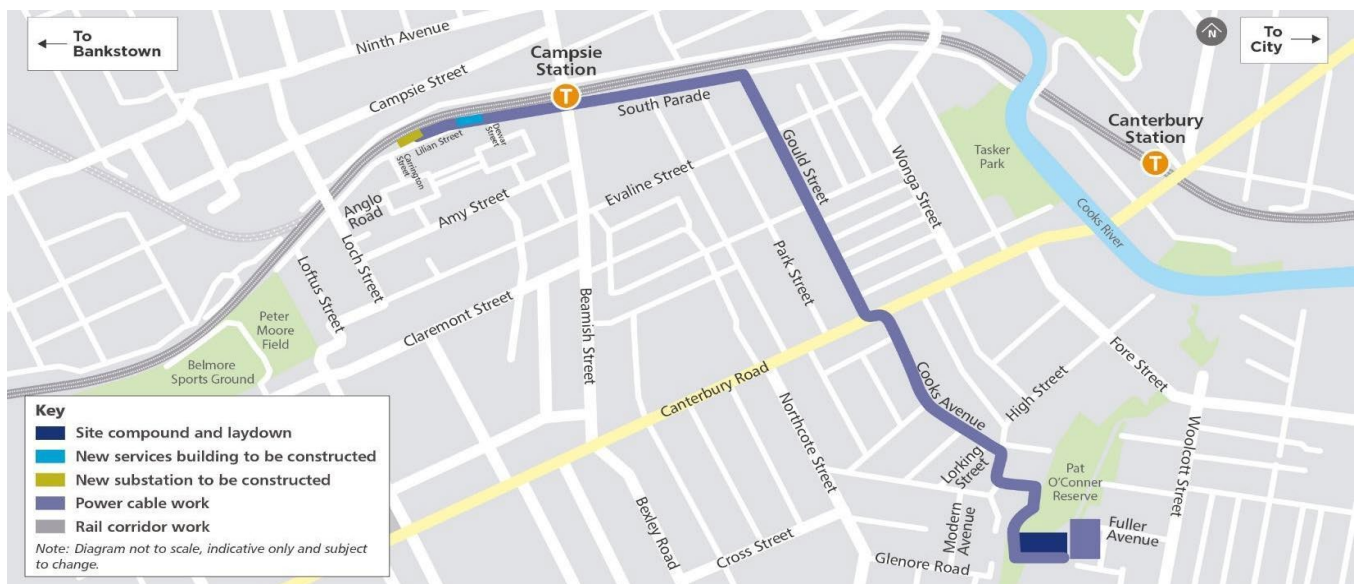 To
Bankstown
Ninth Avenue
Campsie
Station
T
N
To
City
Campsie Street
South Parade
Canterbury
Station
T
Dewar
Street
Lilian Street
Carrington
Street
Tasker
Park
Gould Street
Wonga Street
Evaline Street
Anglo
Road
Amy Street
Cooks River
Loch Street
Loftus Street
Park Street
Peter
Moore
Field
Claremont Street
Beamish Street
Belmore
Sports Ground
Canterbury Road
Cooks Avenue
Fore Street
High Street
Northcote Street
Woolcott Street
Lorking
Street
Pat
O'Conner
Reserve
Bexley Road
Cross Street
Modern
Avenue
Fuller
Avenue
Glenore Road
Key
Site compound and laydown
New services building to be constructed
New substation to be constructed
Power cable work
Rail corridor work
Note: Diagram not to scale, indicative only and subject
to change.